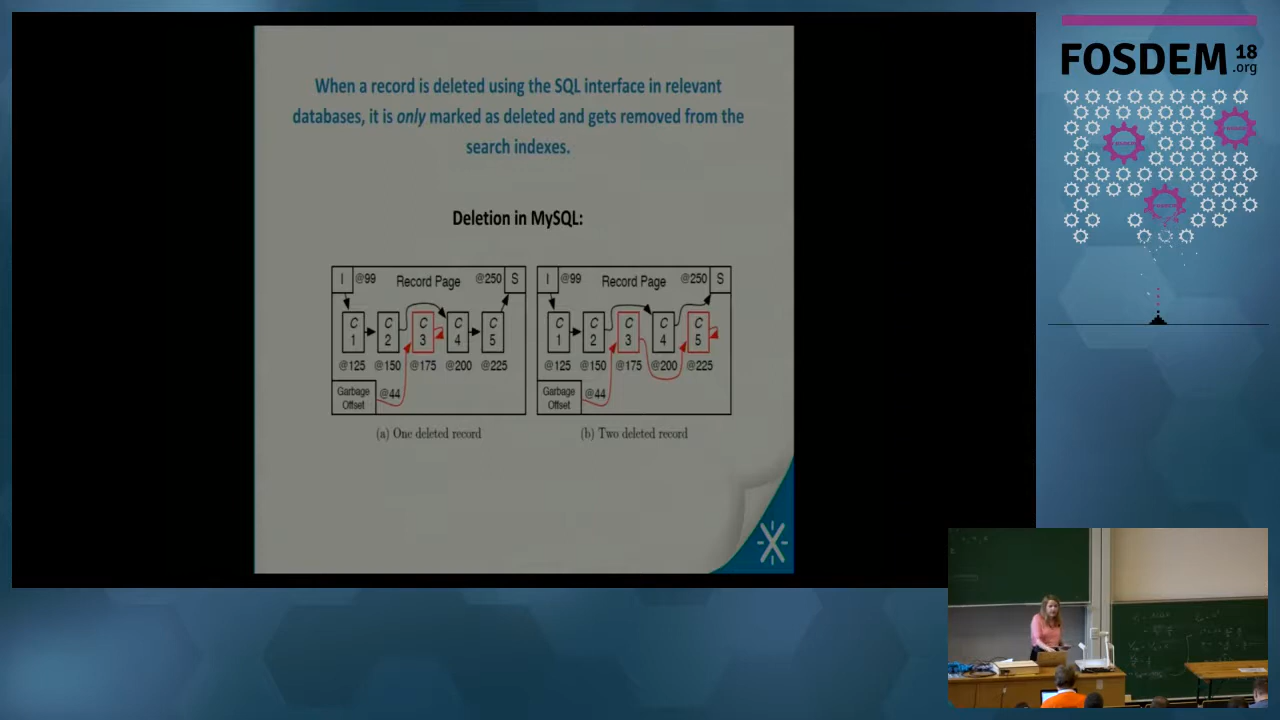 When a record is deleted using the SQL interface in relevant
databases, it is only marked as deleted and gets removed from the
search indexes.
Deletion in MySQL:
I @99 Record Page @250 S
C 1 C 2 C 3 C 4 C 5
@125 @150 @175 @200 @225
Garbage Offset @44
(a) One deleted record
I @99 Record Page @250 S
C 1 C 2 C 3 C 4 C 5
@125 @150 @175 @200 @225
Garbage Offset @44
(b) Two deleted record
FOSDEM 18
.org